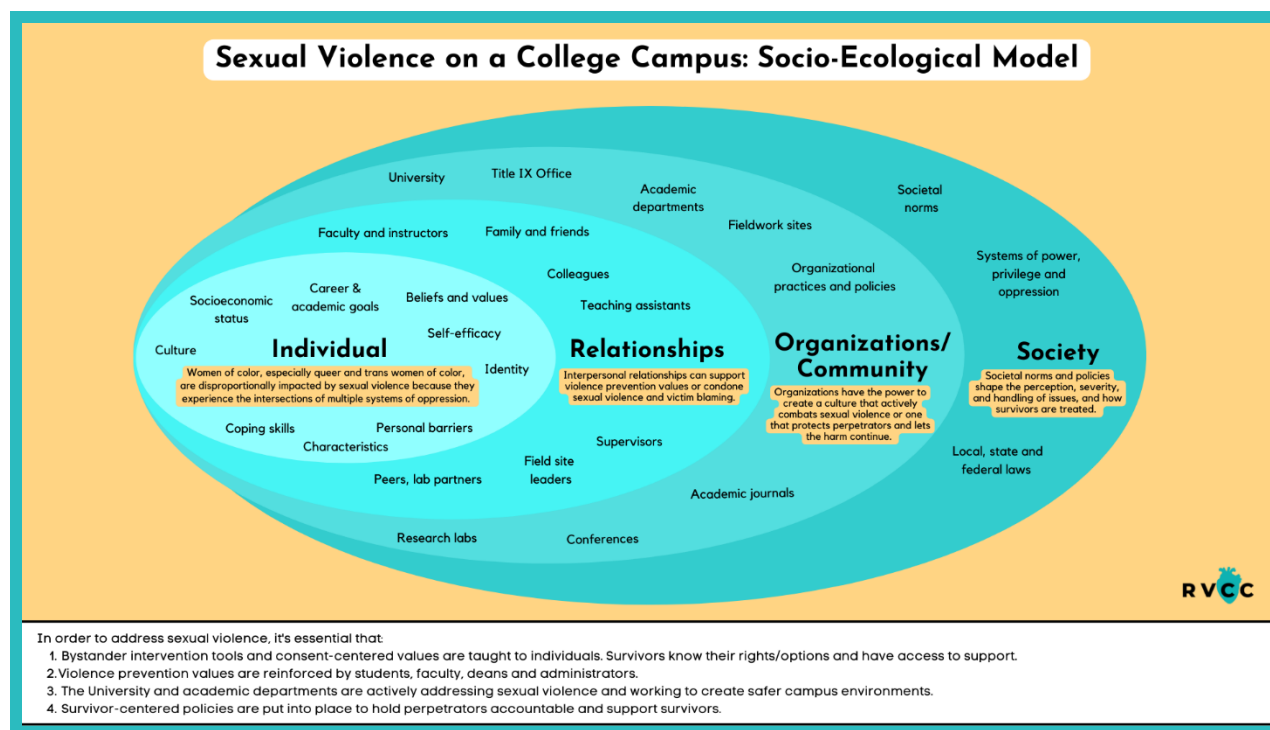 Sexual Violence on a College Campus: Socio-Ecological Model
University
Title IX Office
Academic
departments
Societal
norms
Fieldwork sites
Faculty and instructors
Family and friends
Systems of power,
privilege and
oppression
Organizational
practices and policies
Colleagues
Teaching assistants
Socioeconomic
status
Career &
academic goals
Beliefs and values
Self-efficacy
Culture
Identity
Individual
Women of color, especially queer and trans women of color,
are disproportionally impacted by sexual violence because they
experience the intersections of multiple systems of oppression.
Coping skills
Personal barriers
Characteristics
Relationships
Interpersonal relationships can support
violence prevention values or condone
sexual violence and victim blaming.
Supervisors
Field site
leaders
Peers, lab partners
Organizations/
Community
Organizations have the power to
create a culture that actively
combats sexual violence or one
that protects perpetrators and lets
the harm continue.
Academic journals
Research labs
Conferences
Society
Societal norms and policies
shape the perception, severity,
and handling of issues, and how
survivors are treated.
Local, state and
federal laws
RVCC
In order to address sexual violence, it's essential that:
1. Bystander intervention tools and consent-centered values are taught to individuals. Survivors know their rights/options and have access to support.
2. Violence prevention values are reinforced by students, faculty, deans and administrators.
3. The University and academic departments are actively addressing sexual violence and working to create safer campus environments.
4. Survivor-centered policies are put into place to hold perpetrators accountable and support survivors.